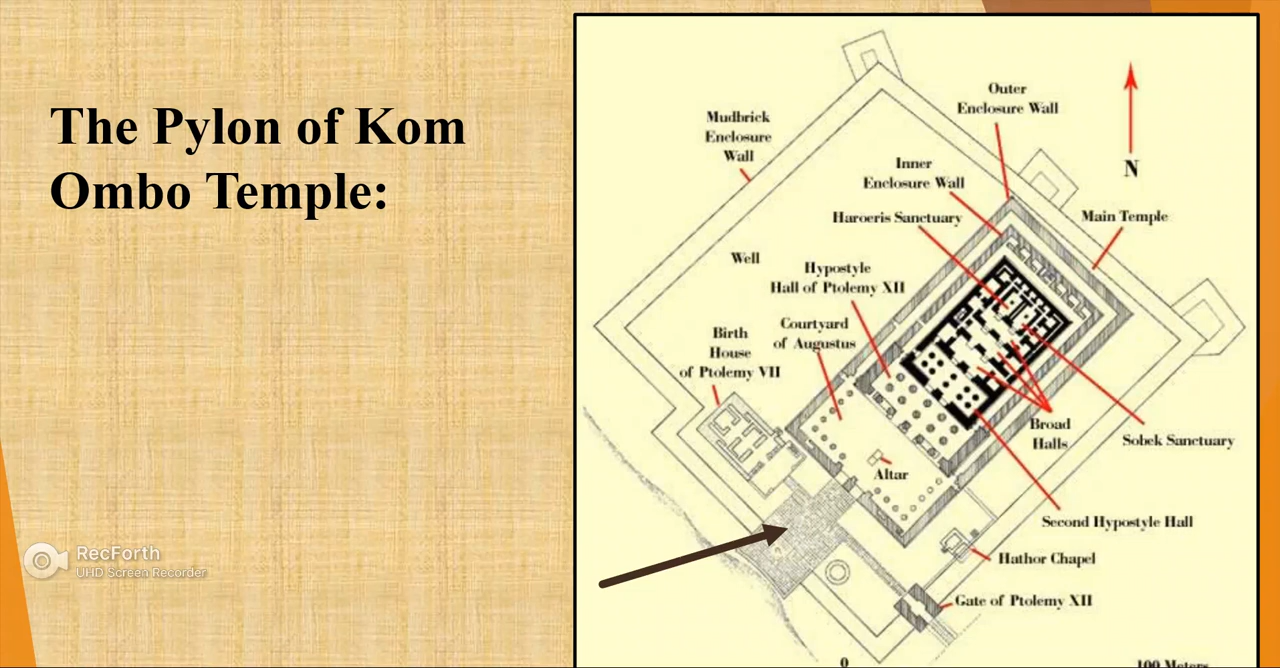 The Pylon of Kom
Ombo Temple:
RecForth
UHD Screen Recorder
Outer
Enclosure Wall
Mudbrick
Enclosure
Wall
N
Inner
Enclosure Wall
Haroeris Sanctuary
Main Temple
Well
Hypostyle
Hall of Ptolemy XII
Courtyard
of Augustus
Birth
House
of Ptolemy VII
Broad
Halls
Sobek Sanctuary
Altar
Second Hypostyle Hall
Hathor Chapel
Gate of Ptolemy XII
0
100 Meters